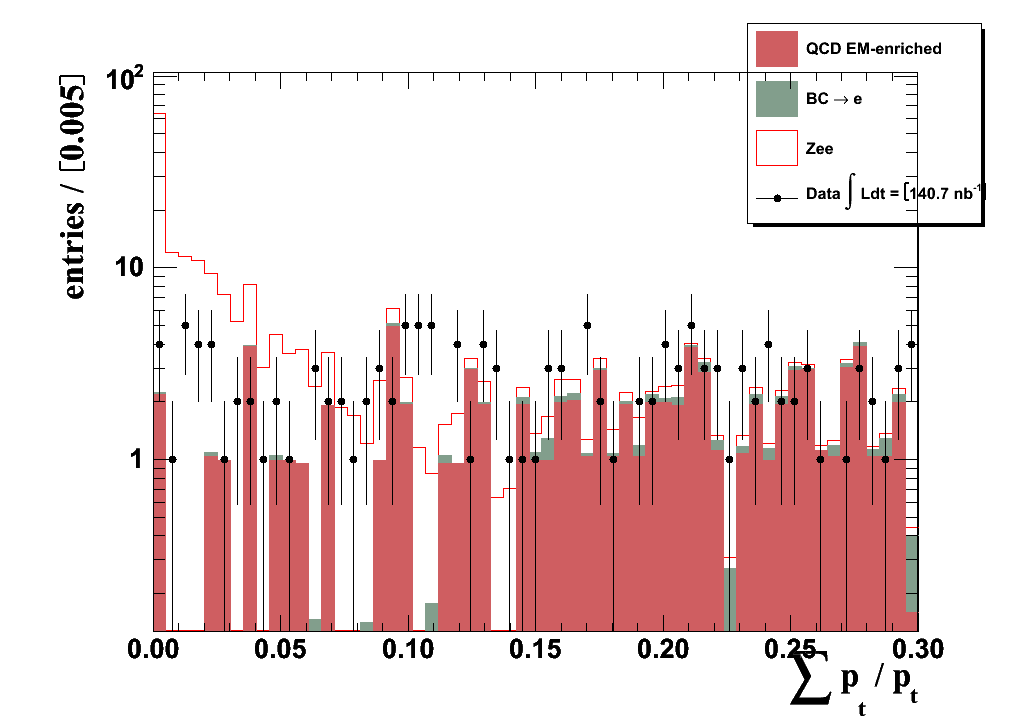 QCD EM-enriched
BC → e
Zee
Data ∫ Ldt = [140.7 nb⁻¹]
entries / [0.005]
10²
10
1
0.00 0.05 0.10 0.15 0.20 0.25 0.30
∑ pₜ / pₜ